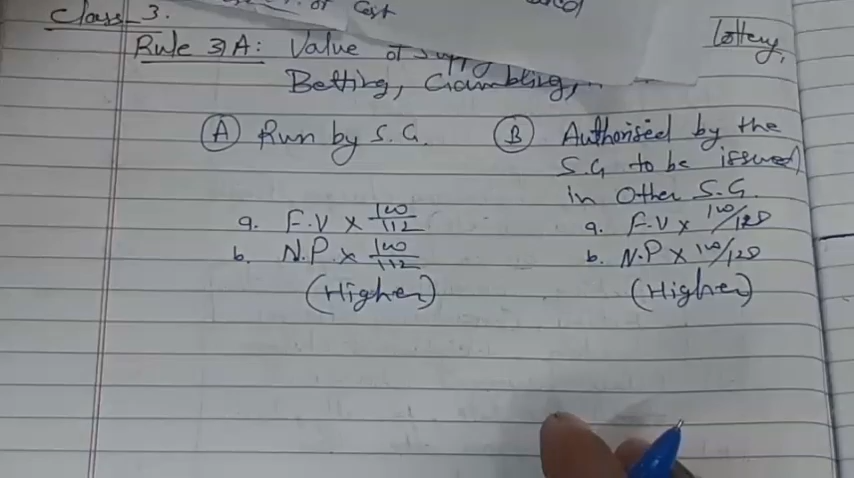 of Cost
Class-3.
Rule 31A: Value of Supply lottery,
Betting, Gambling,
(A) Run by S.G.
a. F.V x 100/112
b. N.P. x 100/112
(Higher)
(B) Authorised by the
S.G to be issued
in Other S.G.
a. F.V x 100/128
b. N.P x 100/128
(Higher)